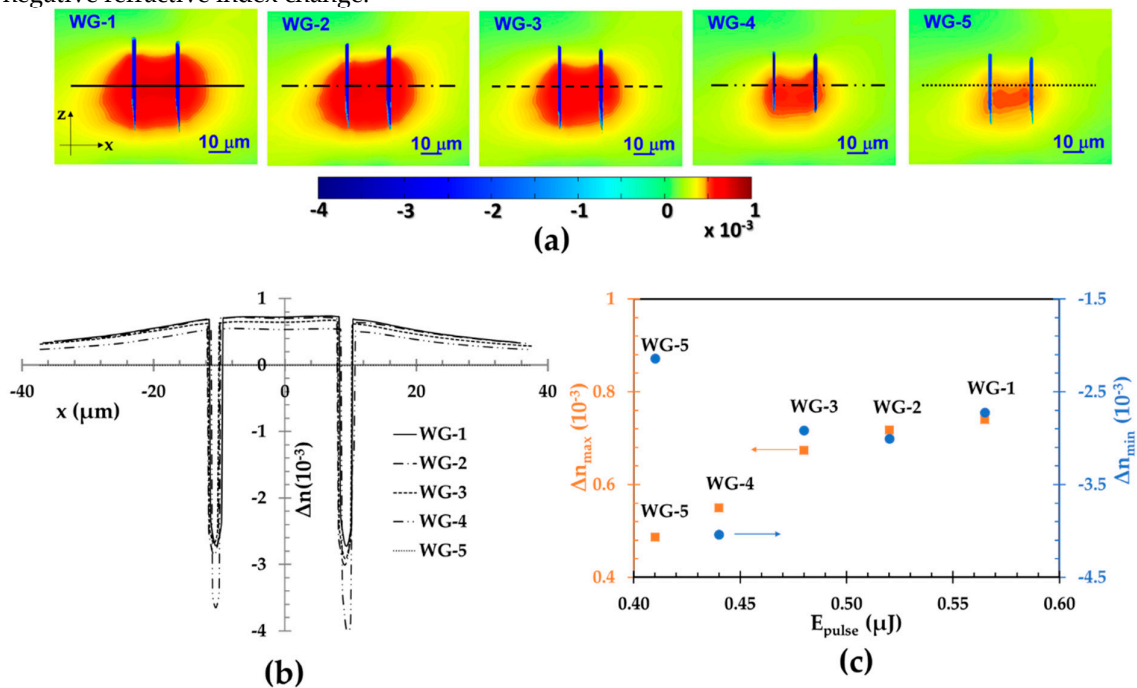 negative refractive index change.
WG-1 WG-2 WG-3 WG-4 WG-5
z
x
10 μm 10 μm 10 μm 10 μm 10 μm
-4 -3 -2 -1 0 1
x 10⁻³
(a)
1
0
-40 -20 0 20 40
x (μm)
-1
-2
-3
-4
Δn(10⁻³)
WG-1
WG-2
WG-3
WG-4
WG-5
(b)
1 -1.5
0.8 -2.5
0.6 -3.5
0.4 -4.5
Δnmax (10⁻³)
Δnmin (10⁻³)
WG-5
WG-3
WG-2
WG-1
WG-4
WG-5
0.40 0.45 0.50 0.55 0.60
Epulse (μJ)
(c)